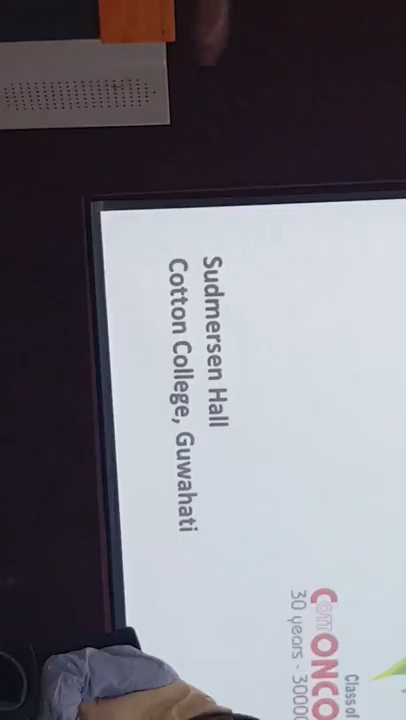 Sudmersen Hall
Cotton College, Guwahati
Class of
COTTONCO
30 years - 3000